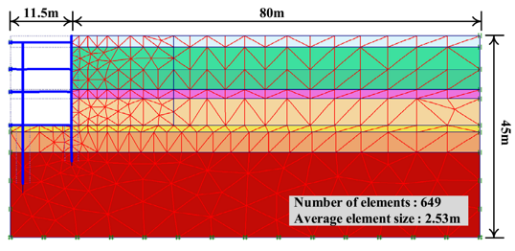 11.5m
80m
45m
Number of elements : 649
Average element size : 2.53m